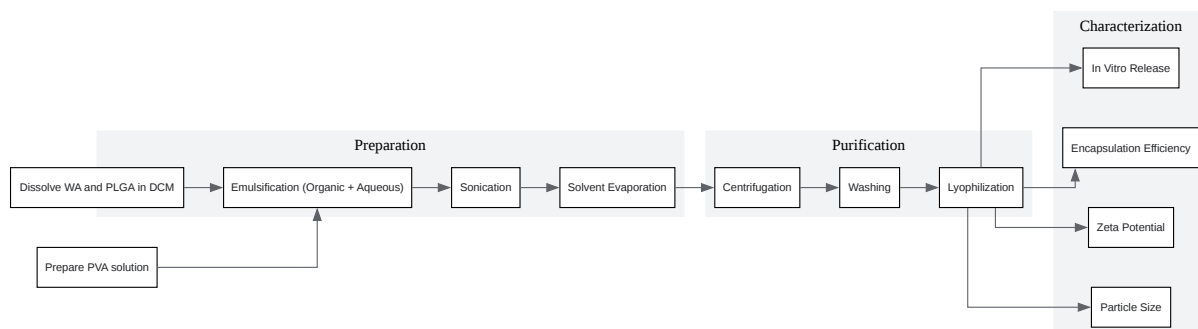 Characterization
In Vitro Release
Preparation
Purification
Encapsulation Efficiency
Dissolve WA and PLGA in DCM
Emulsification (Organic + Aqueous)
Sonication
Solvent Evaporation
Centrifugation
Washing
Lyophilization
Zeta Potential
Prepare PVA solution
Particle Size